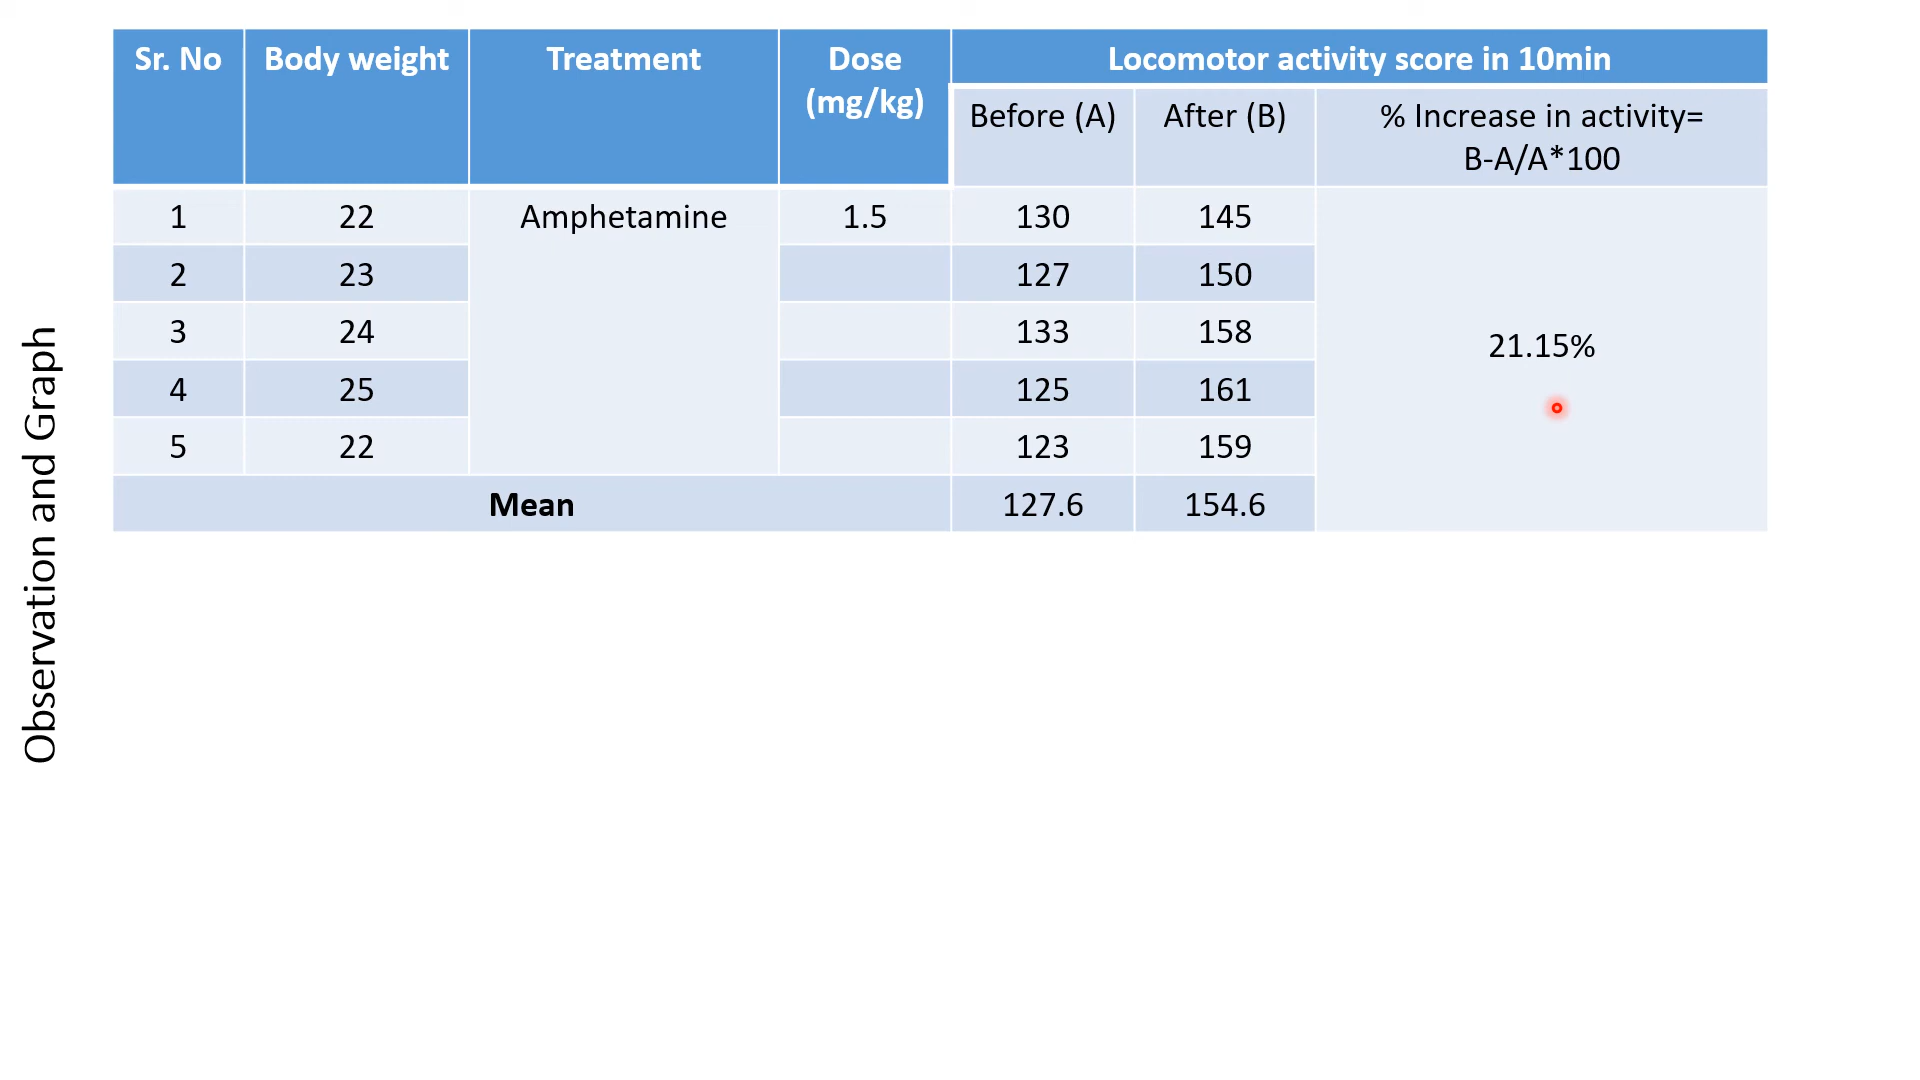 Observation and Graph
Sr. No Body weight Treatment Dose Locomotor activity score in 10min
(mg/kg)
Before (A) After (B) % Increase in activity=
B-A/A*100
1 22 Amphetamine 1.5 130 145
2 23 127 150
3 24 133 158
21.15%
4 25 125 161
5 22 123 159
Mean 127.6 154.6